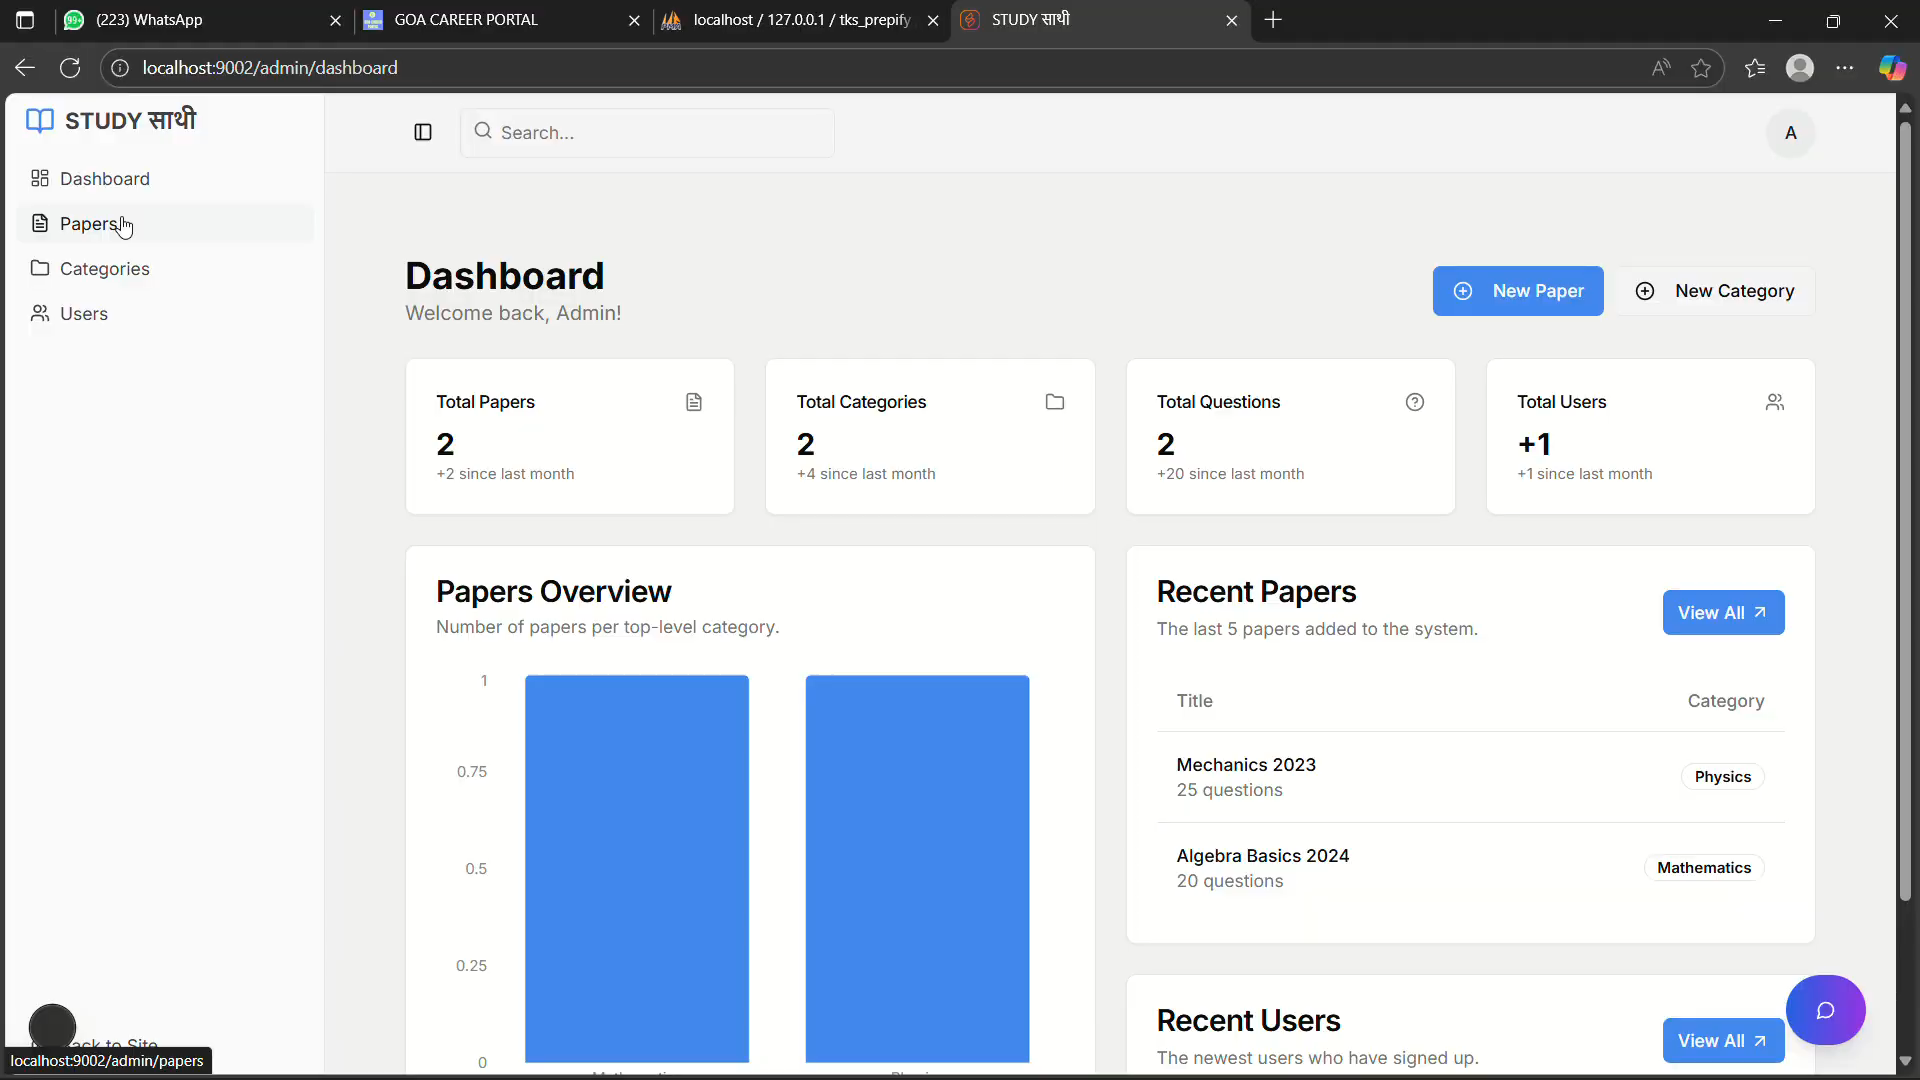 (223) WhatsApp
GOA CAREER PORTAL
localhost / 127.0.0.1 / tks_prepify
STUDY साथी
localhost:9002/admin/dashboard
STUDY साथी
Search...
A
Dashboard
Papers
Categories
Users
Dashboard
Welcome back, Admin!
New Paper
New Category
Total Papers
2
+2 since last month
Total Categories
2
+4 since last month
Total Questions
2
+20 since last month
Total Users
+1
+1 since last month
Papers Overview
Number of papers per top-level category.
1
0.75
0.5
0.25
0
Recent Papers
The last 5 papers added to the system.
View All
Title
Category
Mechanics 2023
25 questions
Physics
Algebra Basics 2024
20 questions
Mathematics
Recent Users
The newest users who have signed up.
View All
to Site
localhost:9002/admin/papers